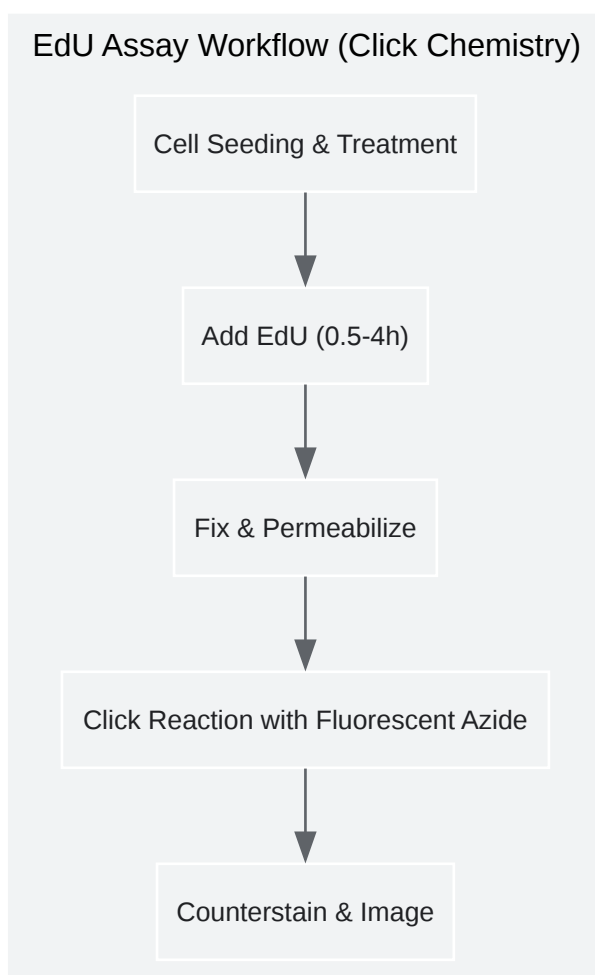 EdU Assay Workflow (Click Chemistry)
Cell Seeding & Treatment
Add EdU (0.5-4h)
Fix & Permeabilize
Click Reaction with Fluorescent Azide
Counterstain & Image